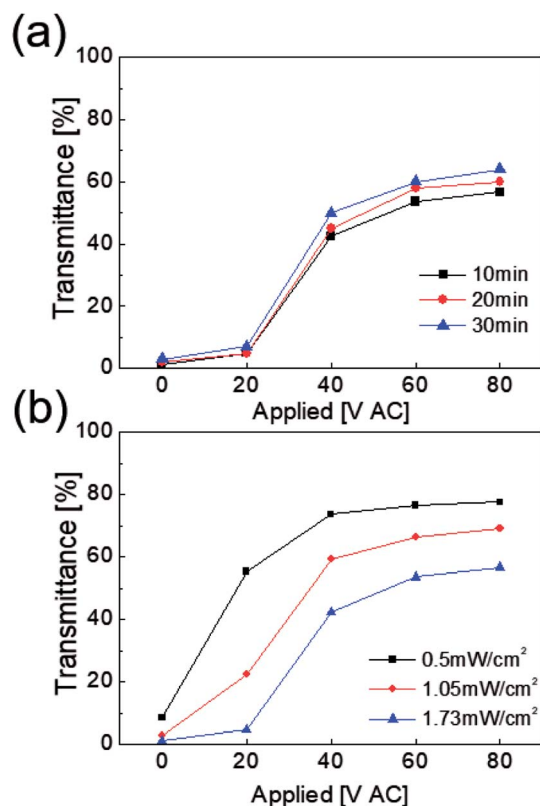 (a)
100
80
60
40
20
0
Transmittance [%]
10min
20min
30min
0 20 40 60 80
Applied [V AC]
(b)
100
80
60
40
20
0
Transmittance [%]
0.5mW/cm²
1.05mW/cm²
1.73mW/cm²
0 20 40 60 80
Applied [V AC]